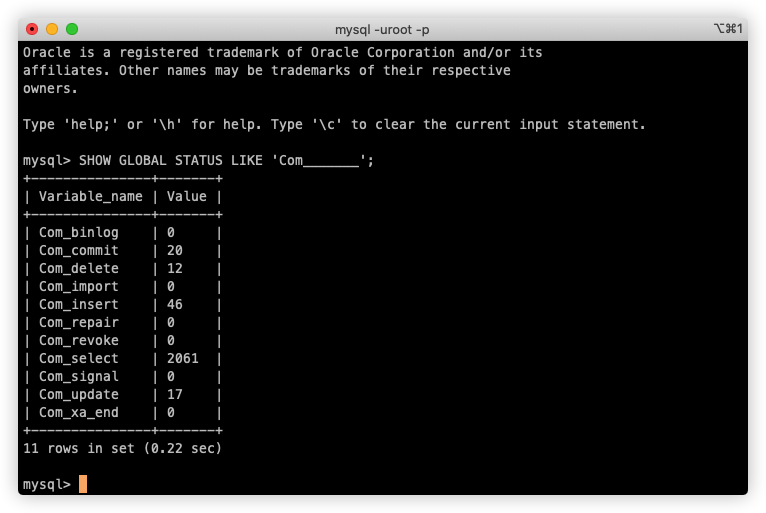 mysql -uroot -p
⌥⌘1
Oracle is a registered trademark of Oracle Corporation and/or its
affiliates. Other names may be trademarks of their respective
owners.
Type 'help;' or '\h' for help. Type '\c' to clear the current input statement.
mysql> SHOW GLOBAL STATUS LIKE 'Com_______';
+---------------+-------+
| Variable_name | Value |
+---------------+-------+
| Com_binlog    | 0     |
| Com_commit    | 20    |
| Com_delete    | 12    |
| Com_import    | 0     |
| Com_insert    | 46    |
| Com_repair    | 0     |
| Com_revoke    | 0     |
| Com_select    | 2061  |
| Com_signal    | 0     |
| Com_update    | 17    |
| Com_xa_end    | 0     |
+---------------+-------+
11 rows in set (0.22 sec)
mysql>